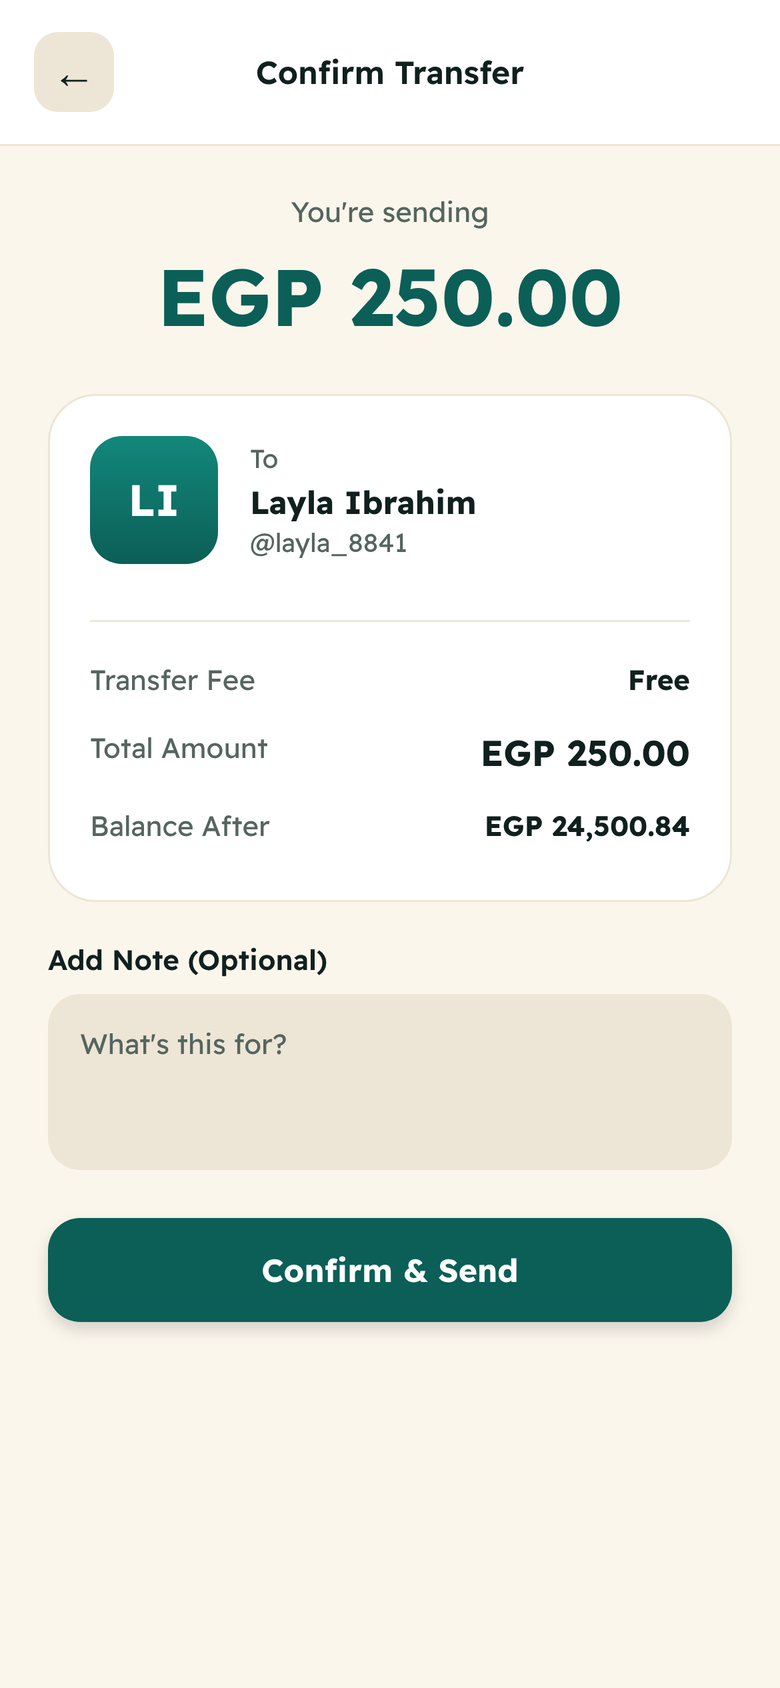 ←
Confirm Transfer
You're sending
EGP 250.00
LI
To
Layla Ibrahim
@layla_8841
Transfer Fee
Free
Total Amount
EGP 250.00
Balance After
EGP 24,500.84
Add Note (Optional)
What's this for?
Confirm & Send